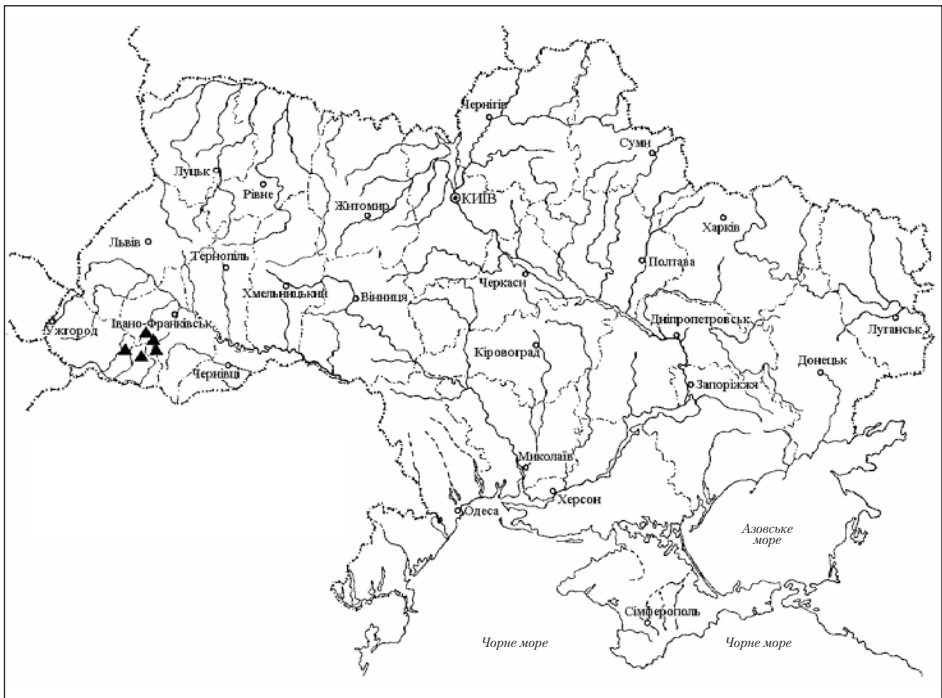 Чернігів
Суми
Луцьк
Рівне
КИЇВ
Житомир
Харків
Львів
Тернопіль
Полтава
Черкаси
Хмельницький
Вінниця
Івано-Франківськ
Ужгород
Дніпропетровськ
Луганськ
Кіровоград
Донецьк
Чернівці
Запоріжжя
Миколаїв
Херсон
Одеса
Азовське
море
Сімферополь
Чорне море
Чорне море